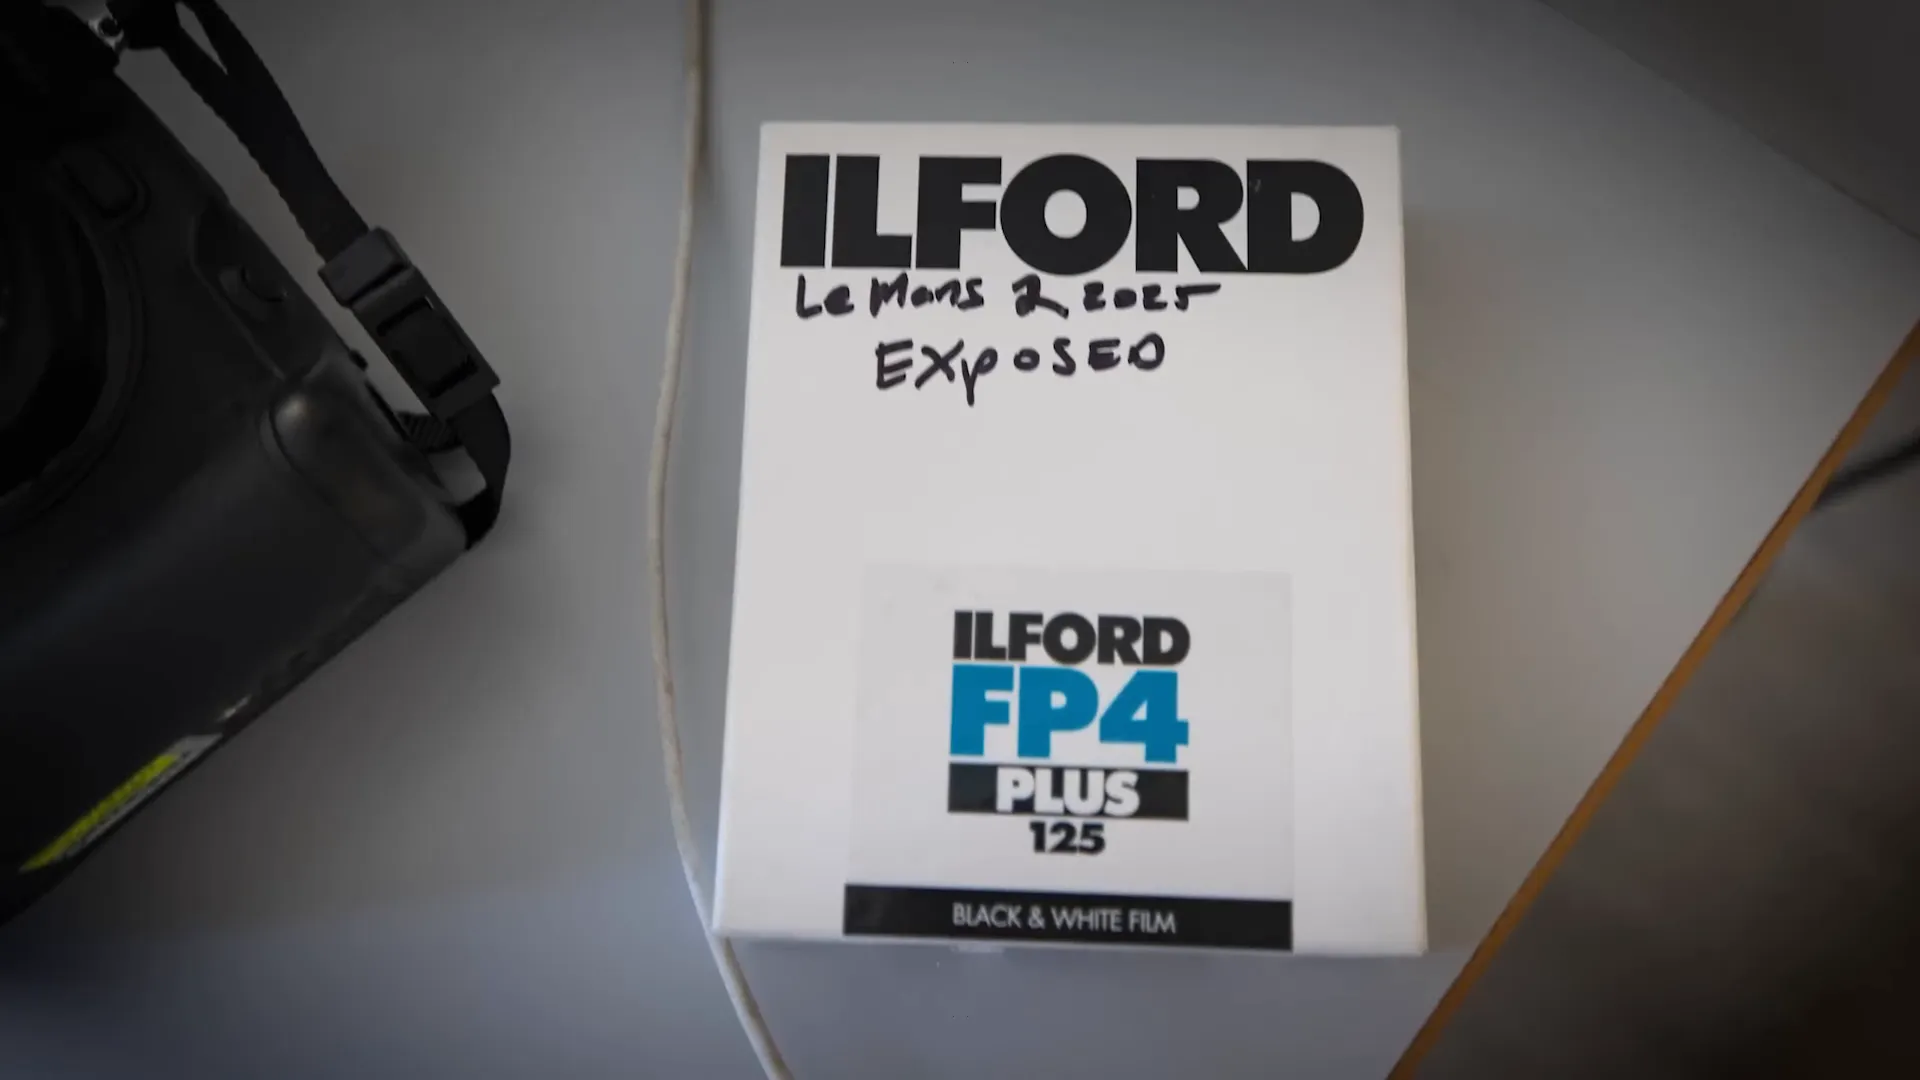 ILFORD
Le Mans 2 2025
EXPOSED
ILFORD
FP4
PLUS
125
BLACK & WHITE FILM